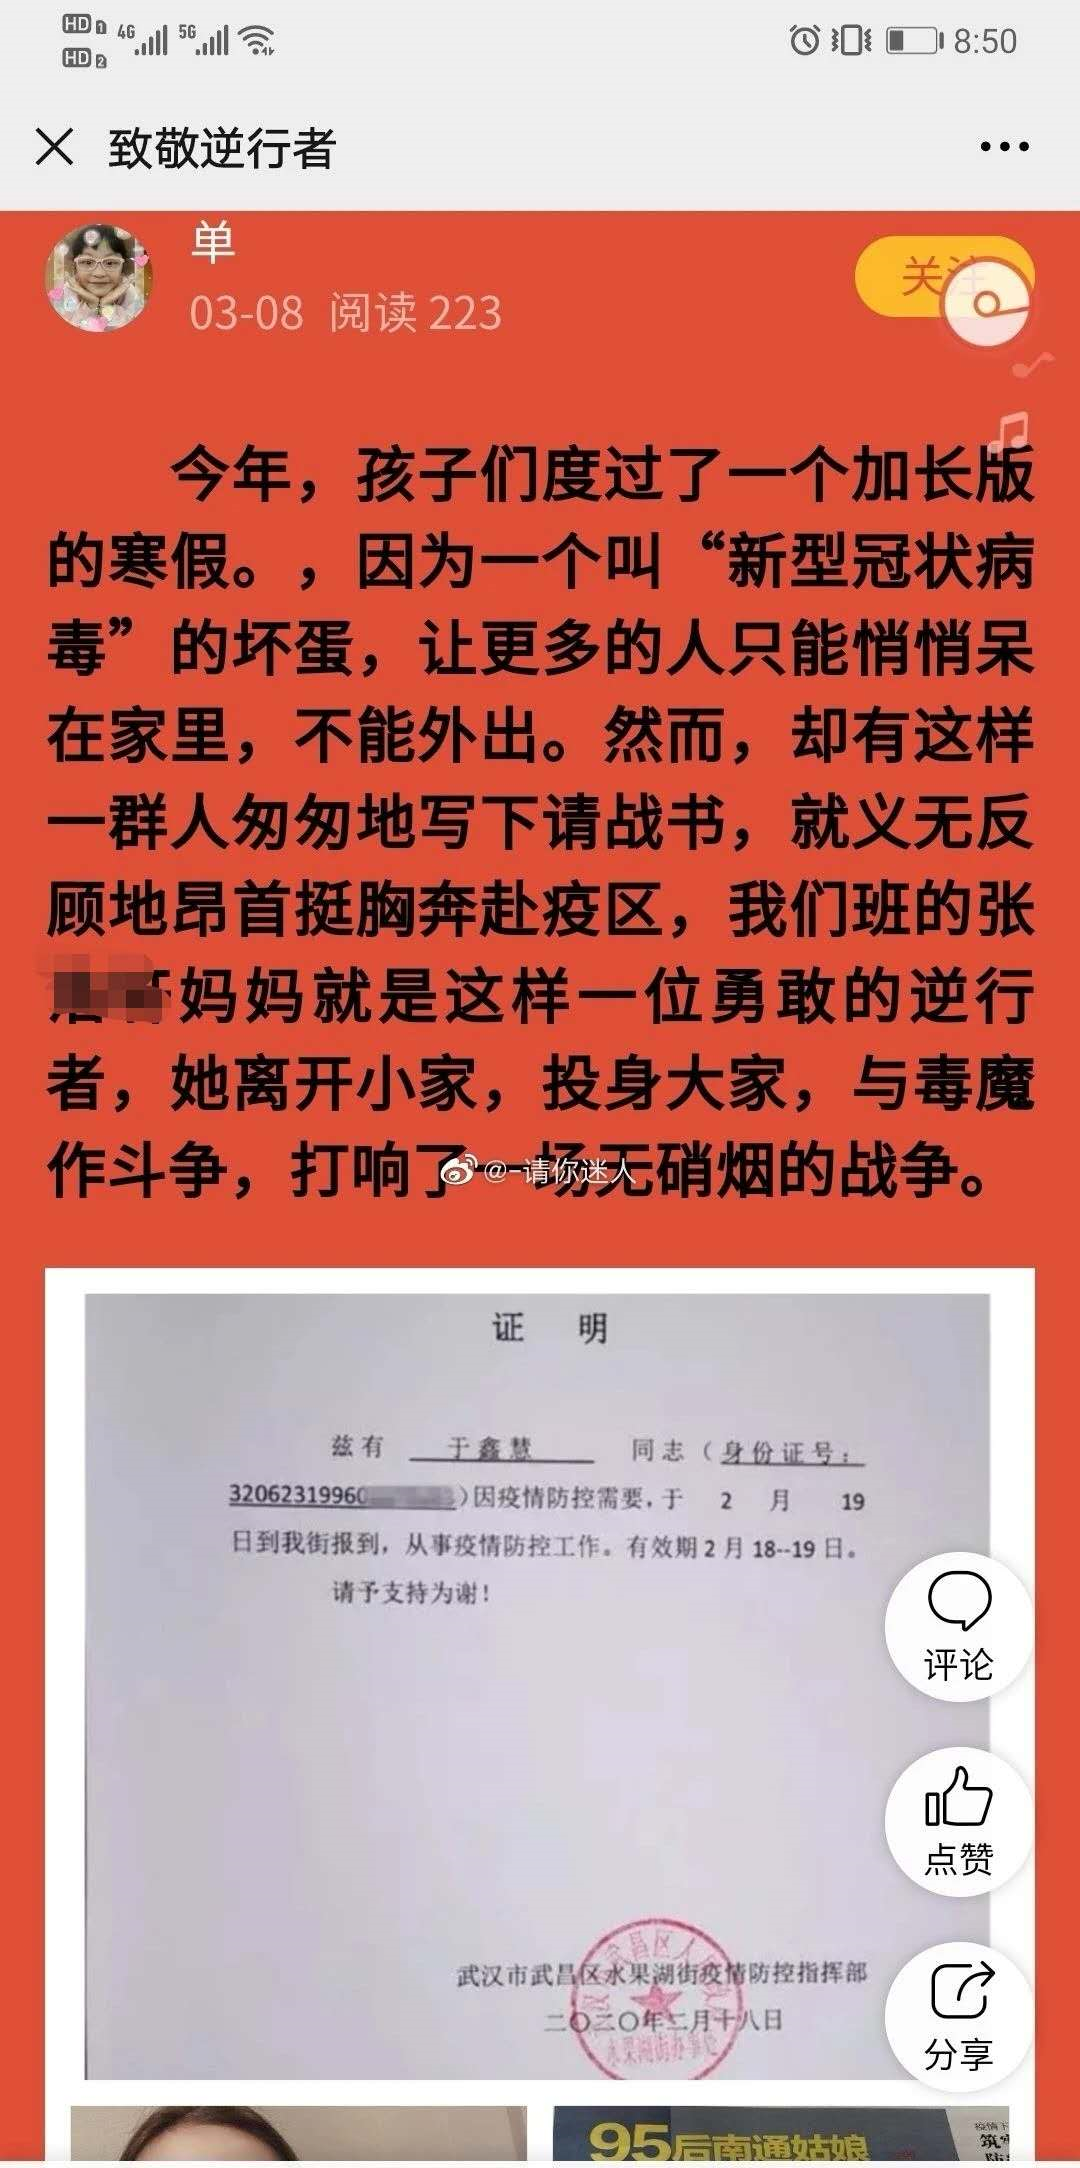 HD 1 4G 5G 8:50
HD 2
致敬逆行者
单
关注
03-08 阅读 223
今年，孩子们度过了一个加长版
的寒假。，因为一个叫“新型冠状病
毒”的坏蛋，让更多的人只能悄悄呆
在家里，不能外出。然而，却有这样
一群人匆匆地写下请战书，就义无反
顾地昂首挺胸奔赴疫区，我们班的张
妈妈就是这样一位勇敢的逆行
者，她离开小家，投身大家，与毒魔
作斗争，打响了一场无硝烟的战争。
@-请你迷人
证 明
兹有 于鑫慧 同志（身份证号：
32062319960）因疫情防控需要，于 2 月 19
日到我街报到，从事疫情防控工作。有效期 2 月 18--19 日。
请予支持为谢！
评论
点赞
武汉市武昌区水果湖街疫情防控指挥部
二〇二〇年二月十八日
水果湖街办事处
分享
95后南通姑娘